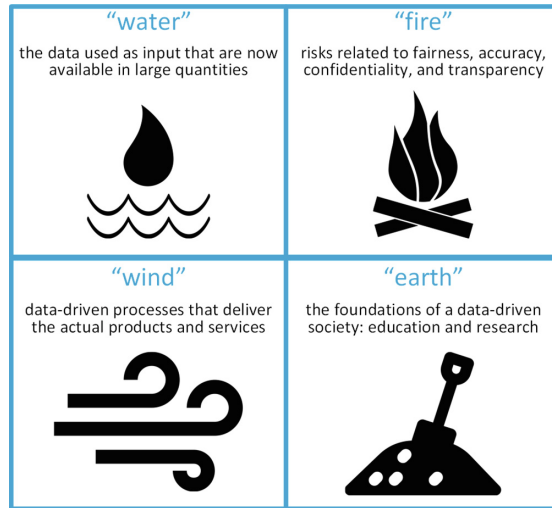 “water”
the data used as input that are now
available in large quantities
“fire”
risks related to fairness, accuracy,
confidentiality, and transparency
“wind”
data-driven processes that deliver
the actual products and services
“earth”
the foundations of a data-driven
society: education and research